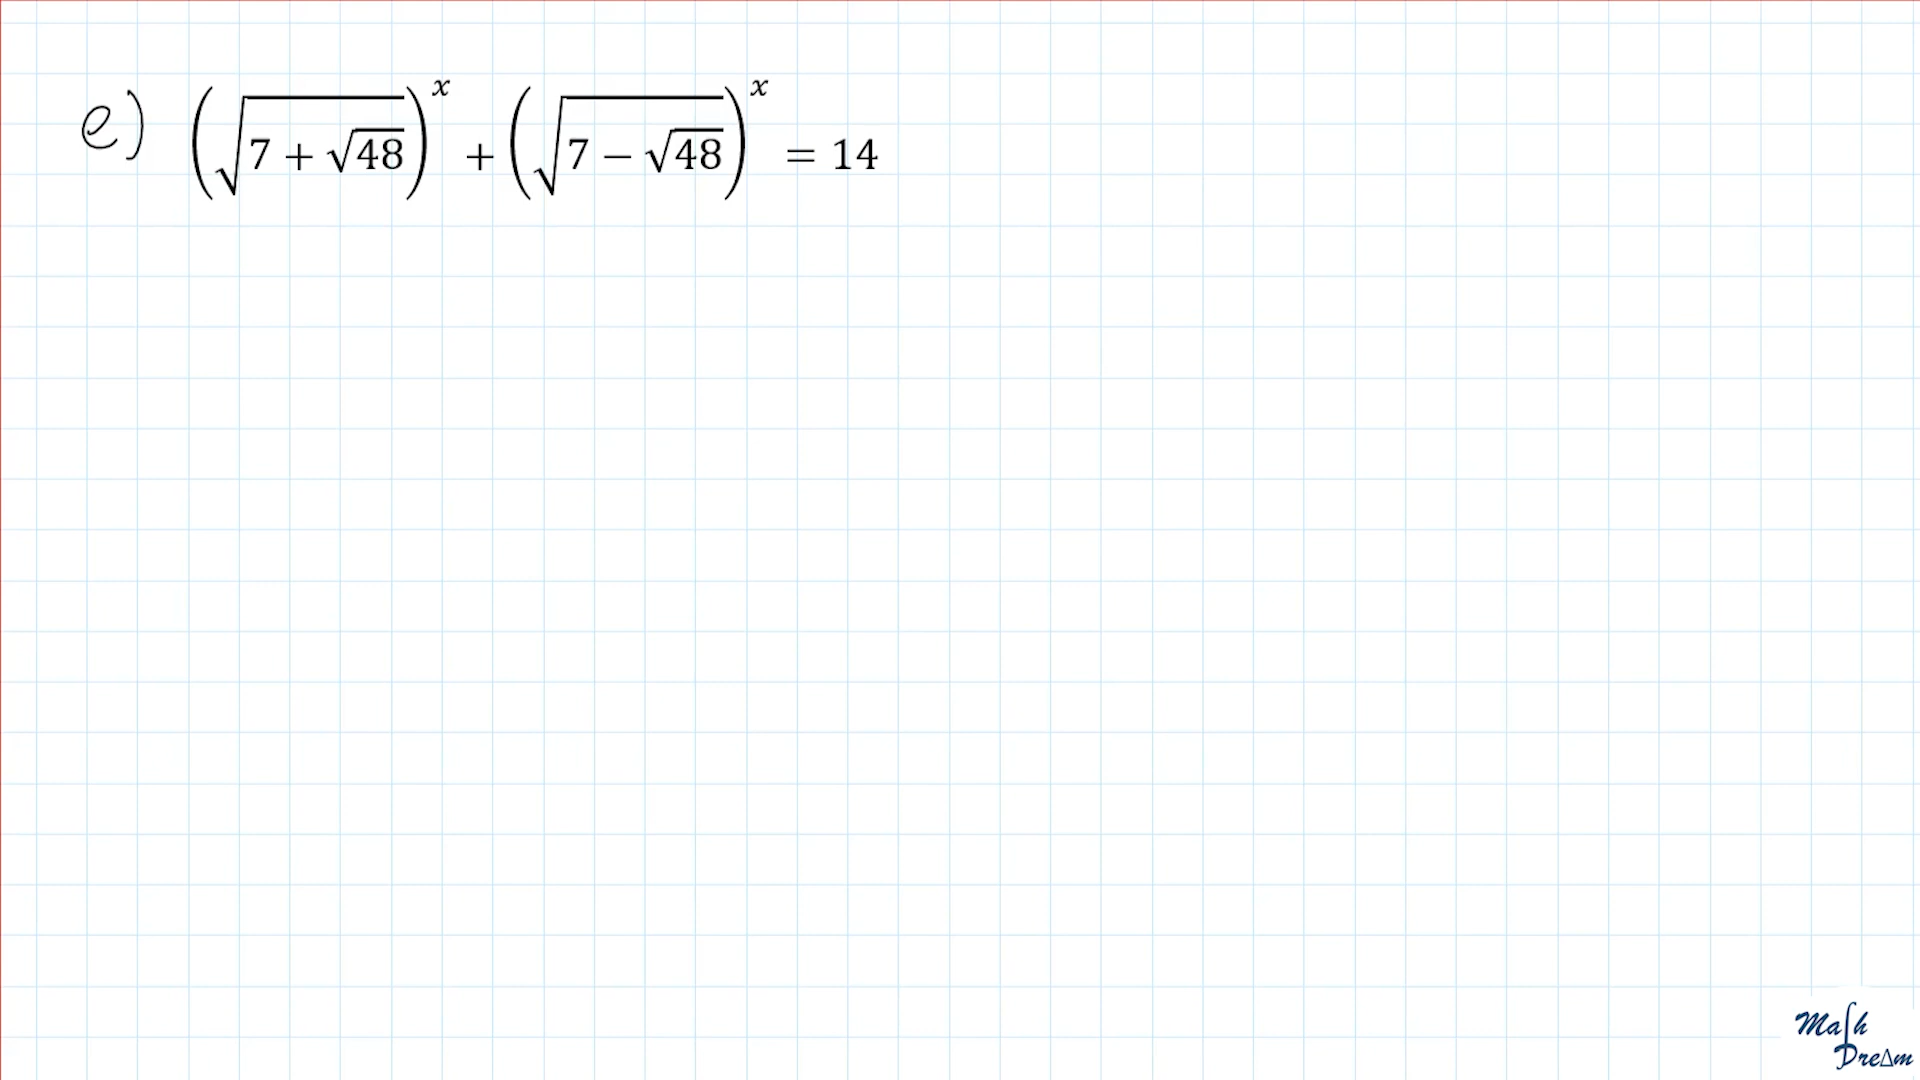 e) (√(7 + √48))^x + (√(7 − √48))^x = 14
Math
Dream